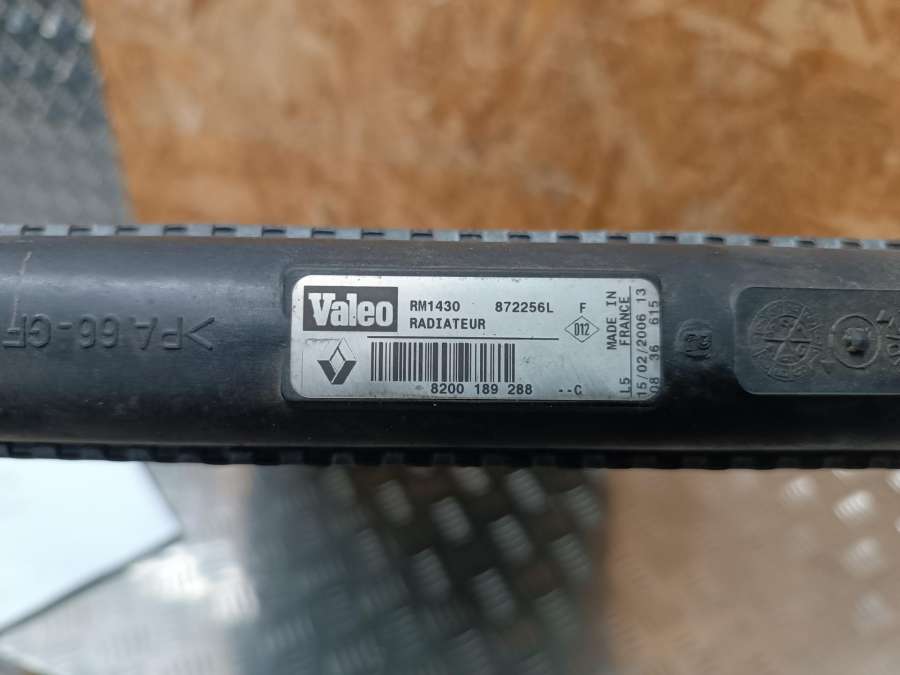 >PA 66-GF
Valeo
RM1430 872256L F
RADIATEUR
012
8200 189 288 --C
MADE IN
FRANCE
L5
15/02/2006 13
08 36 615